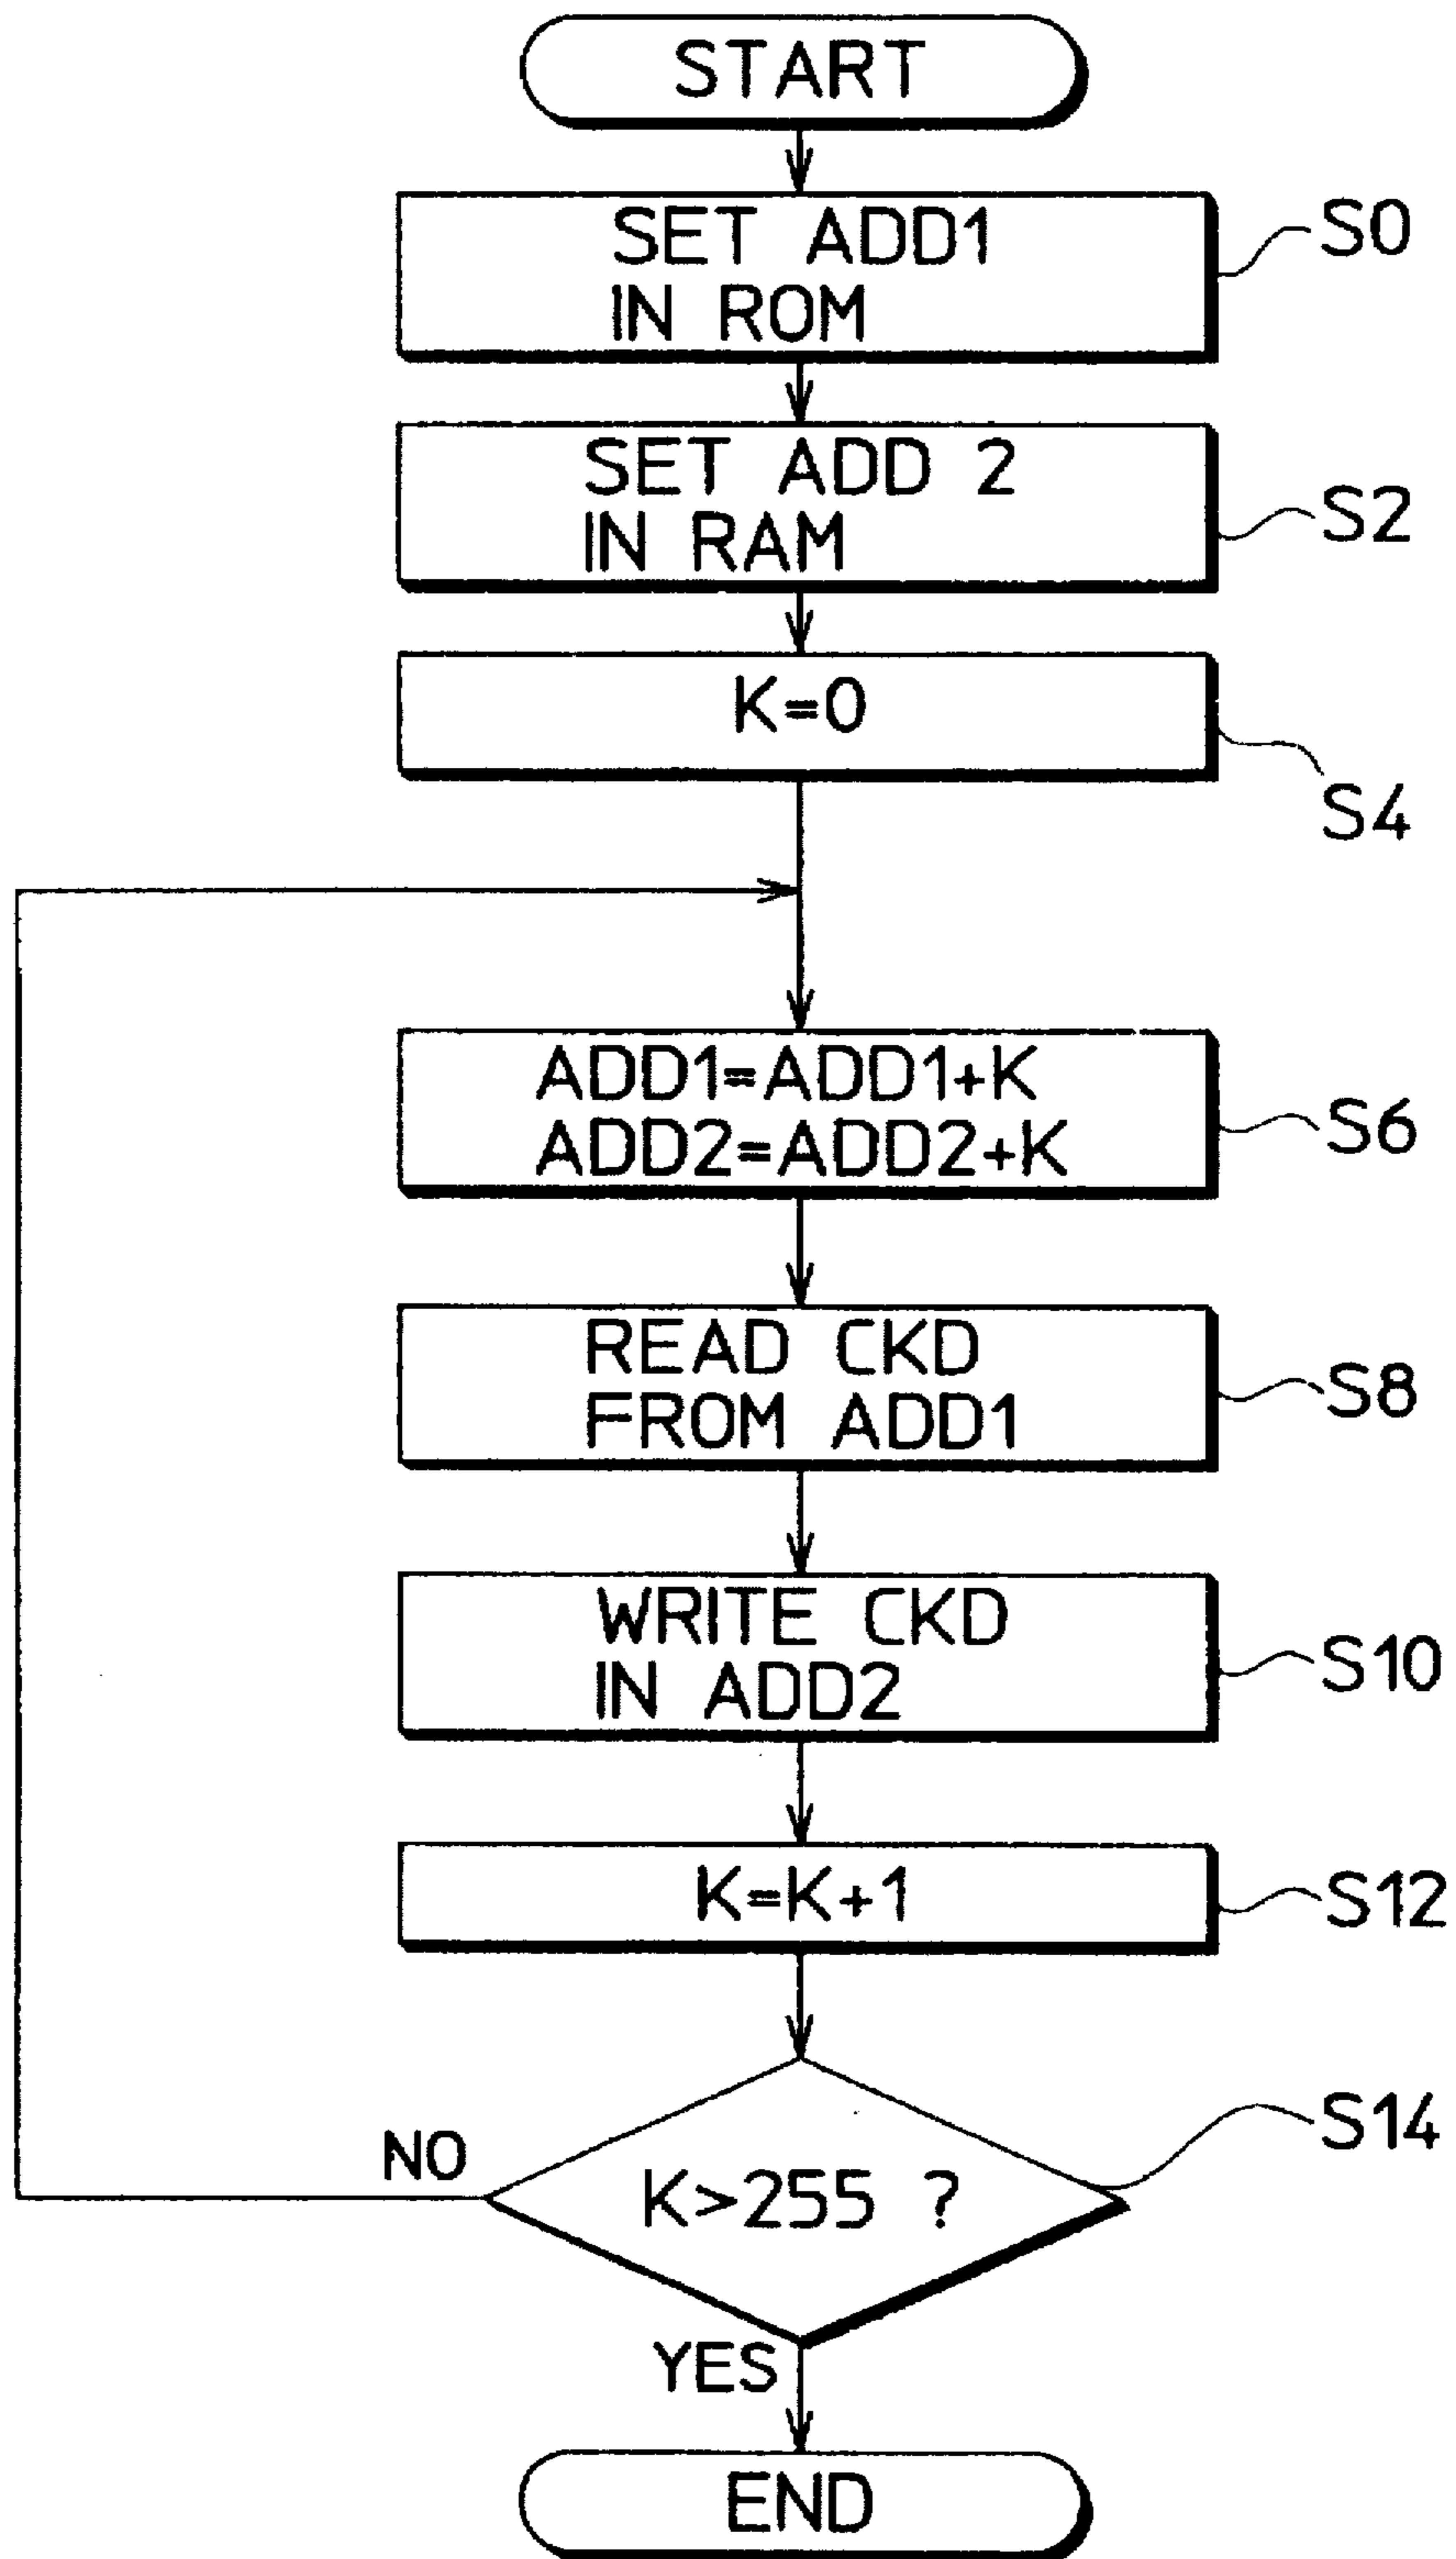 START
SET ADD1
IN ROM
S0
SET ADD 2
IN RAM
S2
K=0
S4
ADD1=ADD1+K
ADD2=ADD2+K
S6
READ CKD
FROM ADD1
S8
WRITE CKD
IN ADD2
S10
K=K+1
S12
S14
NO
K>255 ?
YES
END